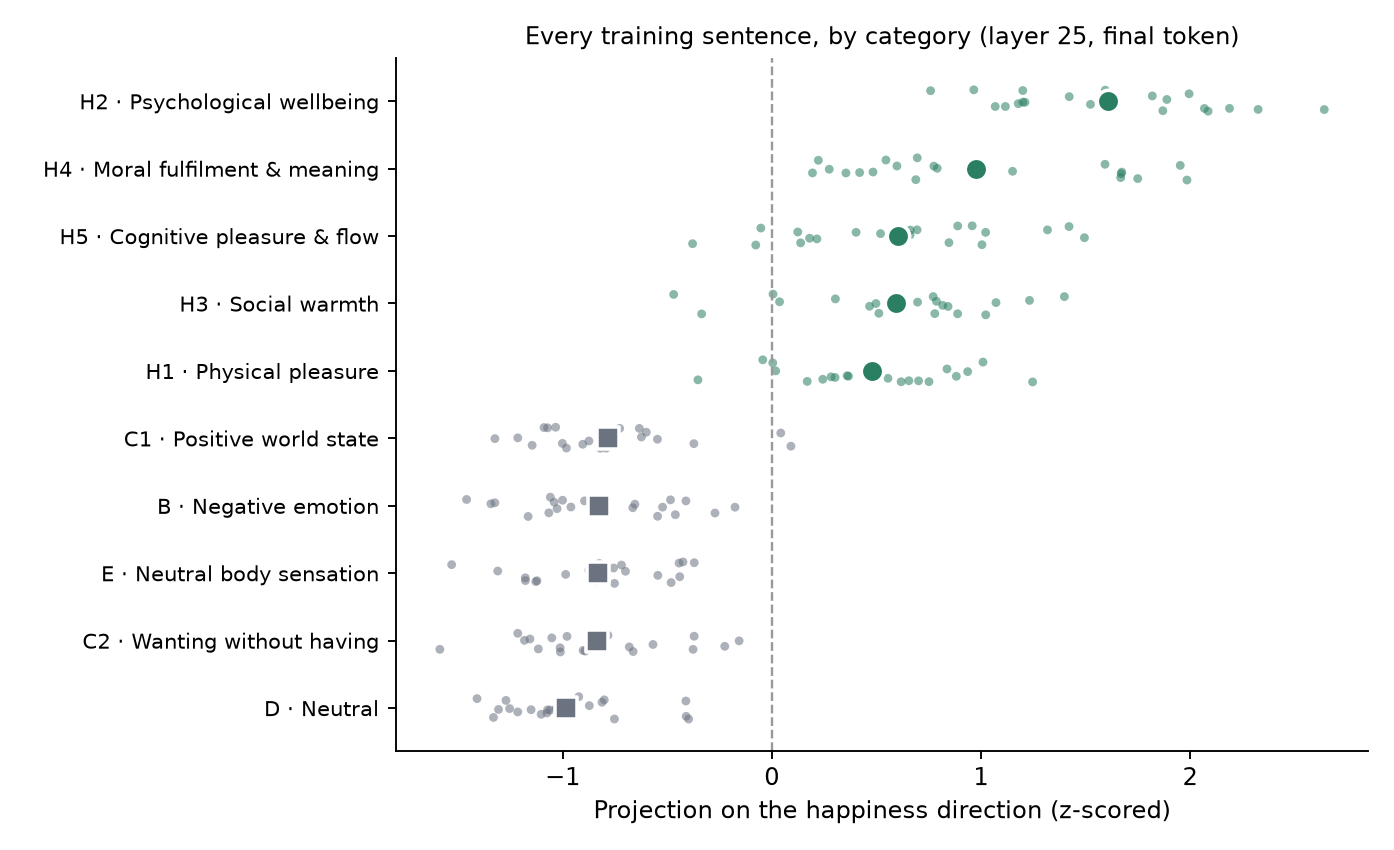 Every training sentence, by category (layer 25, final token)
H2 · Psychological wellbeing
H4 · Moral fulfilment & meaning
H5 · Cognitive pleasure & flow
H3 · Social warmth
H1 · Physical pleasure
C1 · Positive world state
B · Negative emotion
E · Neutral body sensation
C2 · Wanting without having
D · Neutral
−1 0 1 2
Projection on the happiness direction (z-scored)